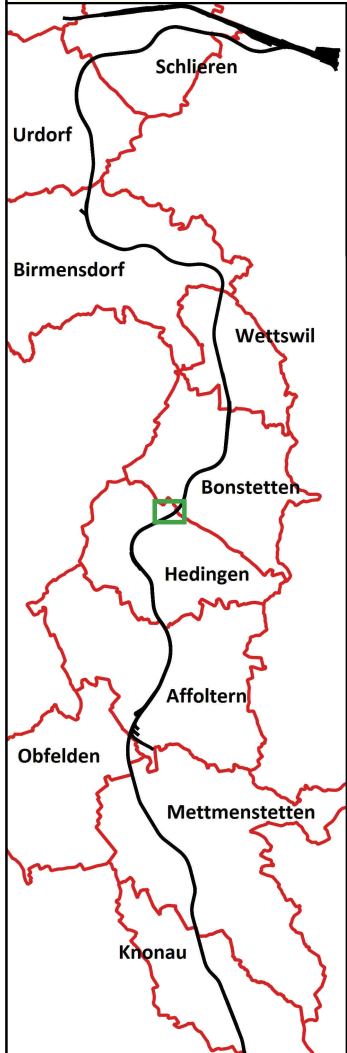 Schlieren
Urdorf
Birmensdorf
Wettswil
Bonstetten
Hedingen
Affoltern
Obfelden
Mettmenstetten
Knonau